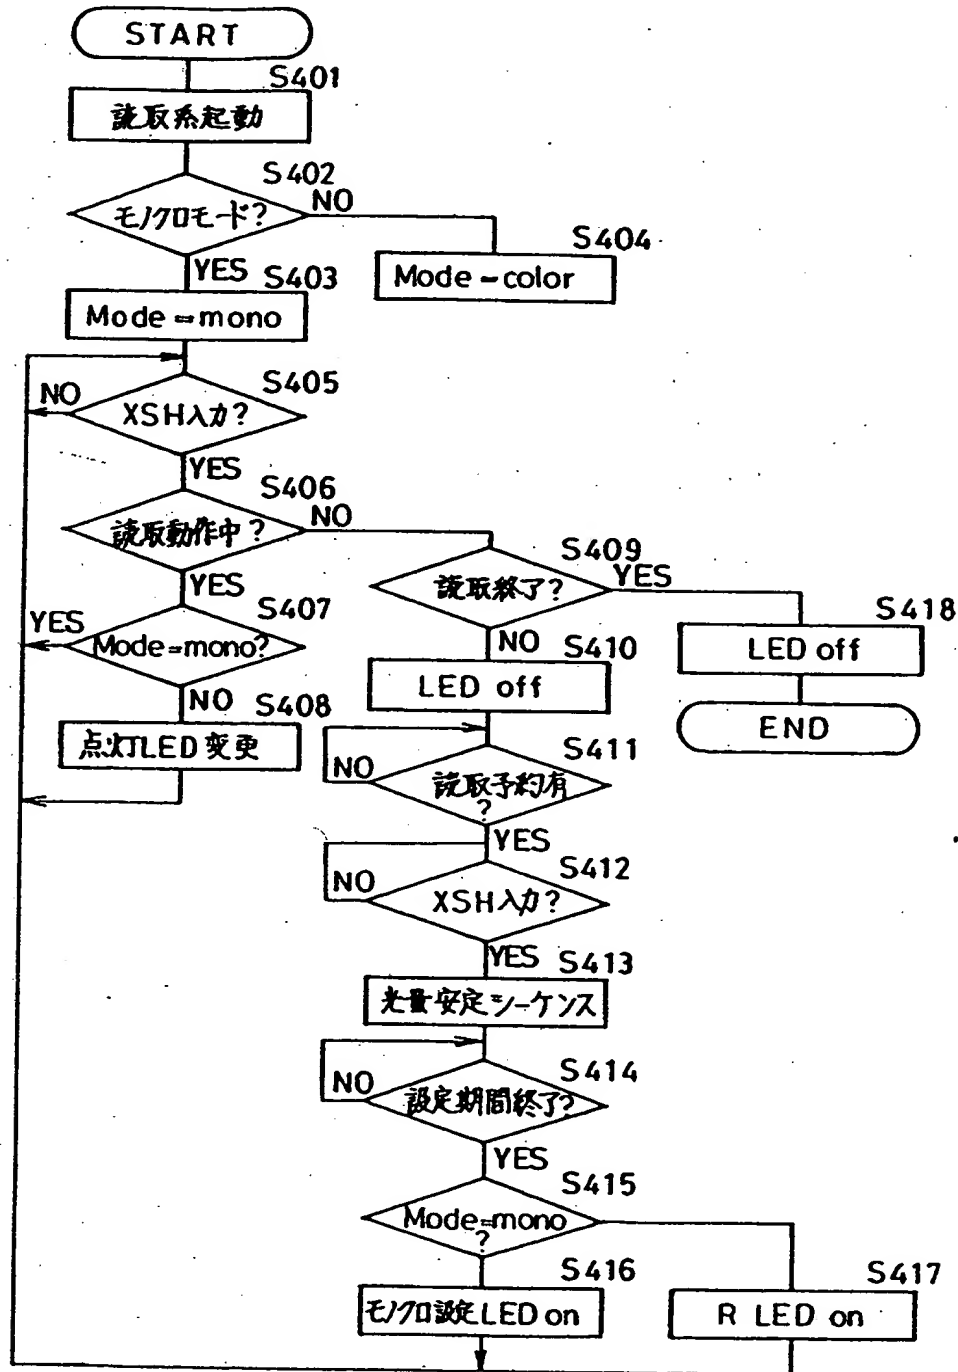 START
S401
読取系起動
S402
モノクロモード?
NO
YES
S403
S404
Mode=color
Mode=mono
S405
NO
XSH入力?
YES
S406
読取動作中?
NO
YES
S407
YES
Mode=mono?
NO
S408
点灯LED変更
S409
読取終了?
YES
S418
NO
S410
LED off
LED off
END
S411
NO
読取予約有
?
YES
S412
NO
XSH入力?
YES
S413
光量安定シーケンス
S414
NO
設定期間終了?
YES
S415
Mode=mono
?
S416
モノクロ設定LED on
S417
R LED on